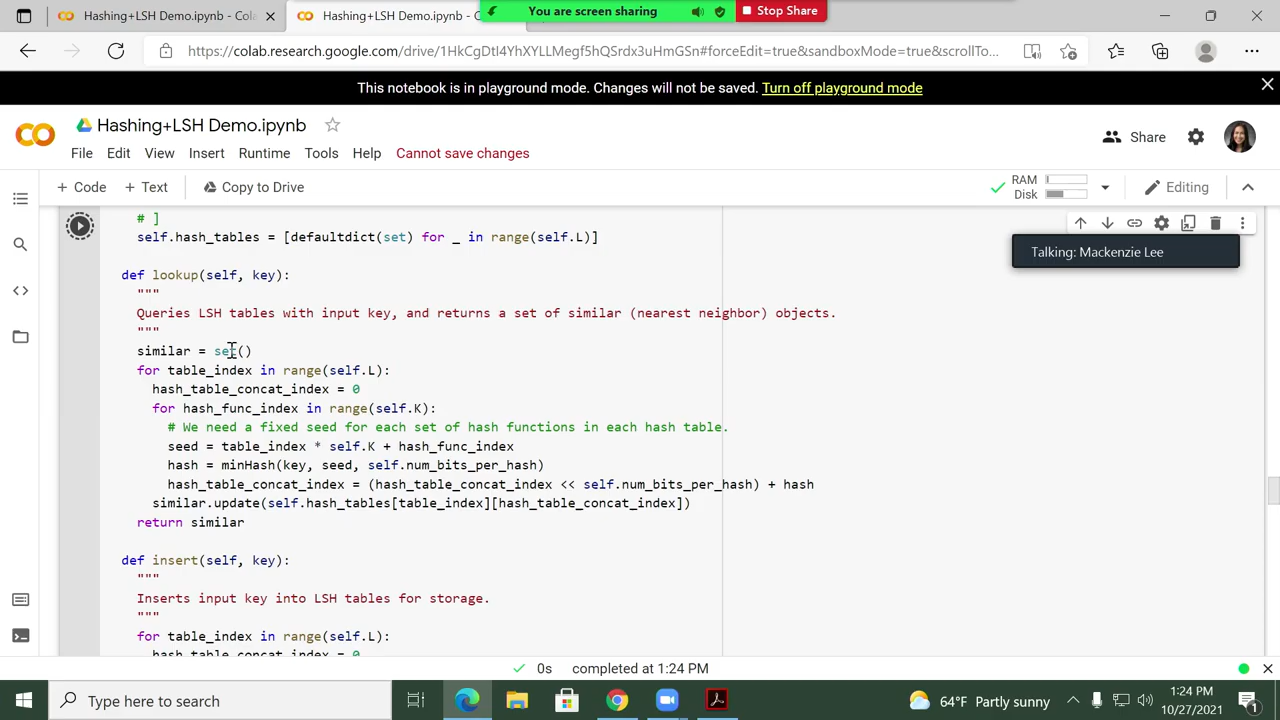 Hashing+LSH Demo.ipynb - Cola
Hashing+LSH Demo.ipynb - C
You are screen sharing
Stop Share
https://colab.research.google.com/drive/1HkCgDtI4YhXYLLMegf5hQSrdx3uHmGSn#forceEdit=true&sandboxMode=true&scrollTo...
This notebook is in playground mode. Changes will not be saved. Turn off playground mode
CO
Hashing+LSH Demo.ipynb
File Edit View Insert Runtime Tools Help Cannot save changes
Share
+ Code + Text Copy to Drive
RAM
Disk
Editing
# ]
self.hash_tables = [defaultdict(set) for _ in range(self.L)]
Talking: Mackenzie Lee
def lookup(self, key):
"""
Queries LSH tables with input key, and returns a set of similar (nearest neighbor) objects.
"""
similar = set()
for table_index in range(self.L):
hash_table_concat_index = 0
for hash_func_index in range(self.K):
# We need a fixed seed for each set of hash functions in each hash table.
seed = table_index * self.K + hash_func_index
hash = minHash(key, seed, self.num_bits_per_hash)
hash_table_concat_index = (hash_table_concat_index << self.num_bits_per_hash) + hash
similar.update(self.hash_tables[table_index][hash_table_concat_index])
return similar
def insert(self, key):
"""
Inserts input key into LSH tables for storage.
"""
for table_index in range(self.L):
hash_table_concat_index = 0
0s completed at 1:24 PM
Type here to search
64°F Partly sunny
1:24 PM
10/27/2021
1